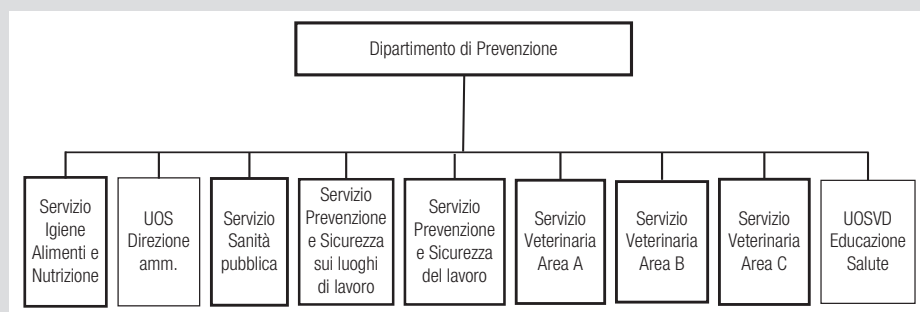 Dipartimento di Prevenzione
Servizio
Igiene
Alimenti e
Nutrizione
UOS
Direzione
amm.
Servizio
Sanità
pubblica
Servizio
Prevenzione
e Sicurezza
sui luoghi
di lavoro
Servizio
Prevenzione
e Sicurezza
del lavoro
Servizio
Veterinaria
Area A
Servizio
Veterinaria
Area B
Servizio
Veterinaria
Area C
UOSVD
Educazione
Salute